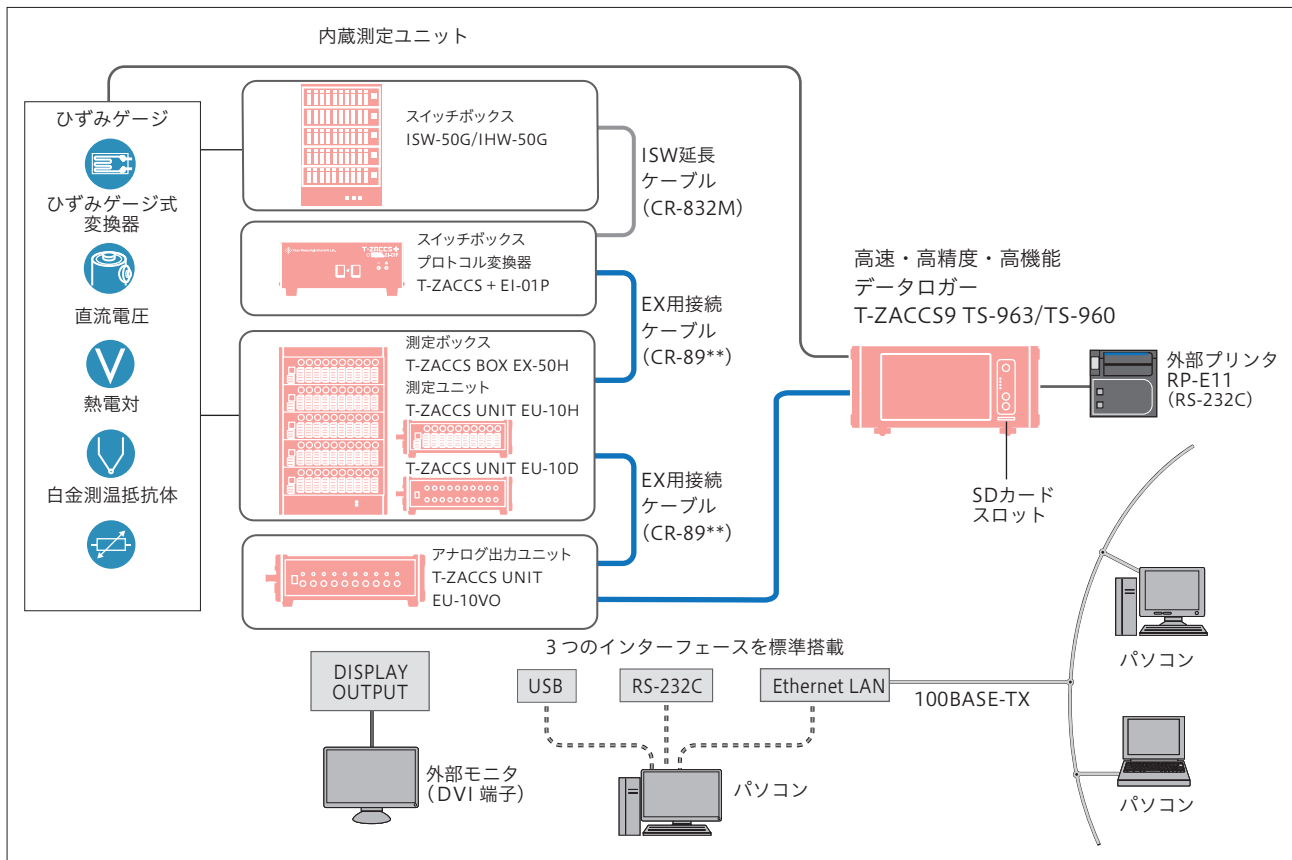 内蔵測定ユニット
ひずみゲージ
ひずみゲージ式
変換器
直流電圧
熱電対
白金測温抵抗体
スイッチボックス
ISW-50G/IHW-50G
ISW延長
ケーブル
(CR-832M)
スイッチボックス
プロトコル変換器
T-ZACCS + EI-01P
EX用接続
ケーブル
(CR-89**)
測定ボックス
T-ZACCS BOX EX-50H
測定ユニット
T-ZACCS UNIT EU-10H
T-ZACCS UNIT EU-10D
EX用接続
ケーブル
(CR-89**)
アナログ出力ユニット
T-ZACCS UNIT
EU-10VO
高速・高精度・高機能
データロガー
T-ZACCS9 TS-963/TS-960
外部プリンタ
RP-E11
(RS-232C)
SDカード
スロット
3つのインターフェースを標準搭載
DISPLAY
OUTPUT
USB
RS-232C
Ethernet LAN
100BASE-TX
外部モニタ
(DVI 端子)
パソコン
パソコン
パソコン